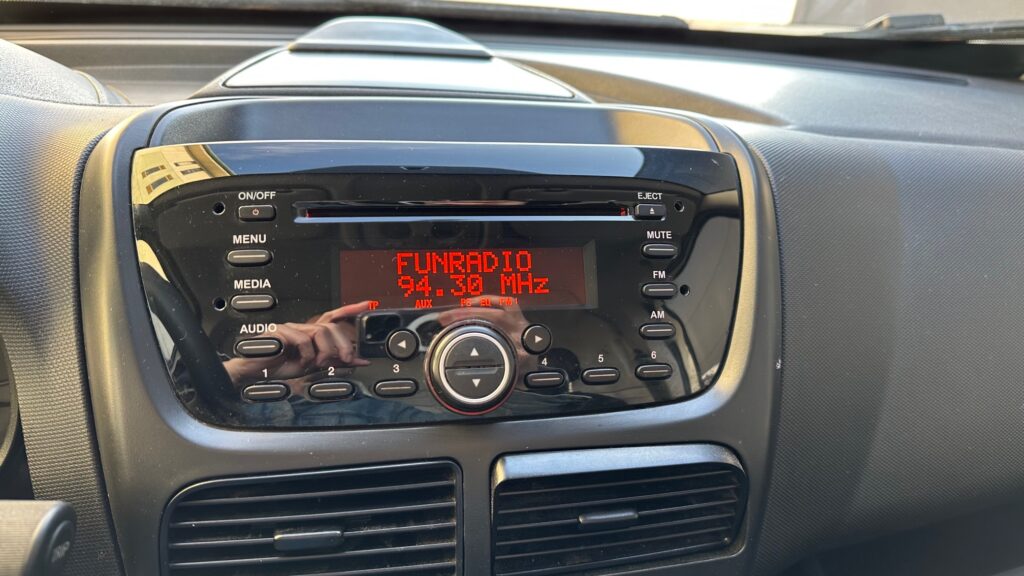 ON/OFF
EJECT
MENU
MUTE
FUNRADIO
94.30 MHz
MEDIA
FM
TP AUX
AUDIO
AM
1 2 3 4 5 6